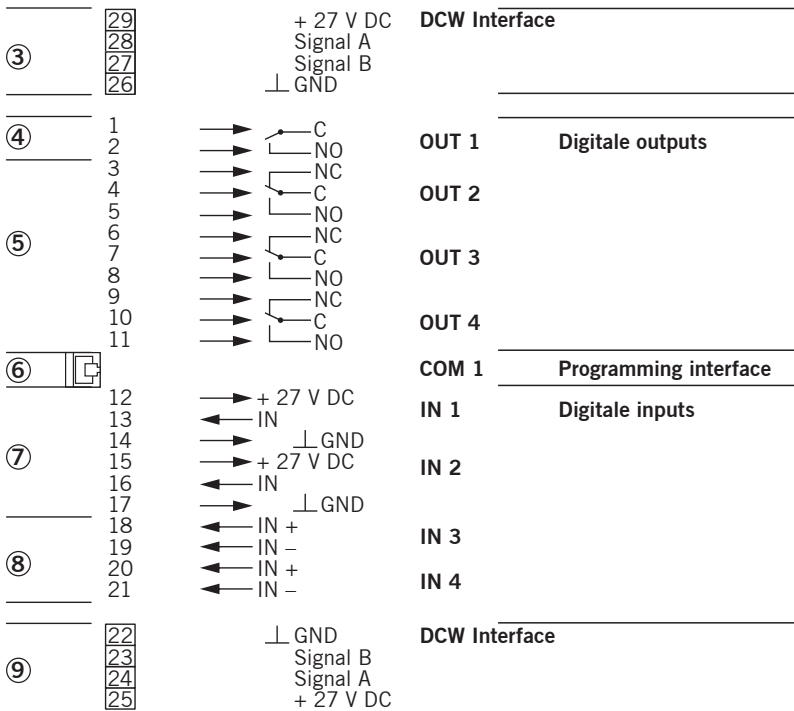 29 + 27 V DC DCW Interface
28 Signal A
③ 27 Signal B
26 GND
④ 1 C OUT 1 Digitale outputs
2 NO
3 NC
4 C OUT 2
5 NO
⑤ 6 NC
7 C OUT 3
8 NO
9 NC
10 C OUT 4
11 NO
⑥ COM 1 Programming interface
12 + 27 V DC IN 1 Digitale inputs
13 IN
14 GND
⑦ 15 + 27 V DC IN 2
16 IN
17 GND
18 IN + IN 3
19 IN –
⑧ 20 IN + IN 4
21 IN –
22 GND DCW Interface
23 Signal B
⑨ 24 Signal A
25 + 27 V DC